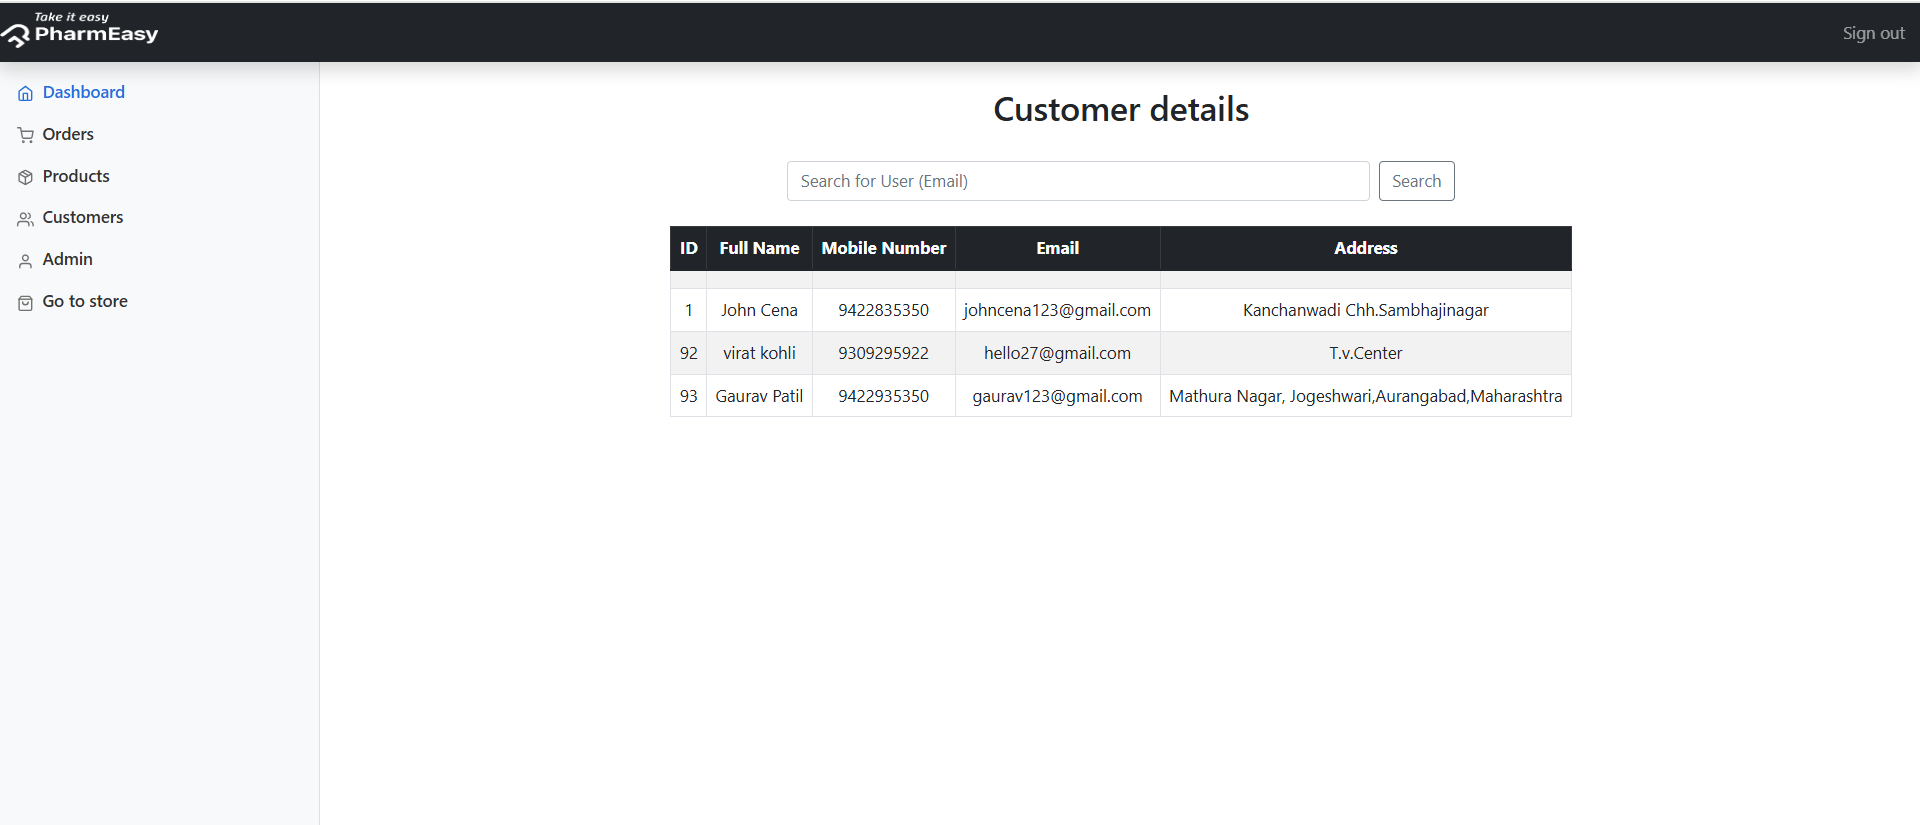 Take it easy
PharmEasy
Sign out
Dashboard
Orders
Products
Customers
Admin
Go to store
Customer details
Search for User (Email) Search
ID Full Name Mobile Number Email Address
1 John Cena 9422835350 johncena123@gmail.com Kanchanwadi Chh.Sambhajinagar
92 virat kohli 9309295922 hello27@gmail.com T.v.Center
93 Gaurav Patil 9422935350 gaurav123@gmail.com Mathura Nagar, Jogeshwari,Aurangabad,Maharashtra